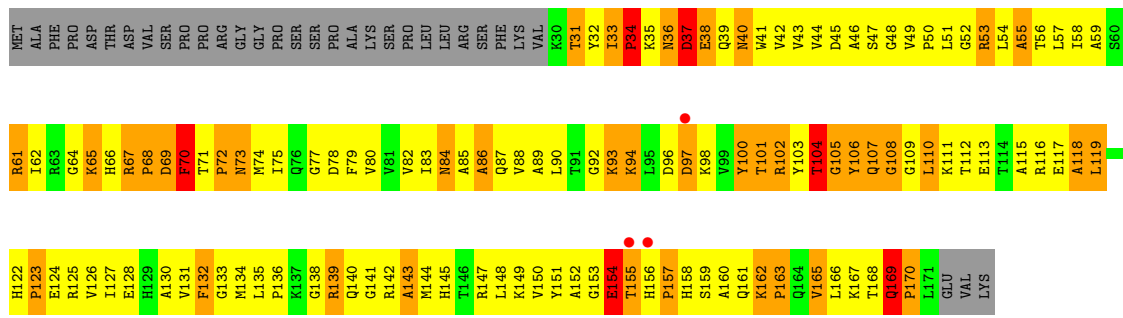 MET ALA PHE PRO ASP THR ASP VAL SER PRO PRO ARG GLY GLY PRO SER SER PRO ALA LYS SER PRO LEU LEU ARG SER PHE LYS VAL K30 T31 Y32 I33 P34 K35 N36 D37 E38 Q39 N40 W41 V42 V43 V44 D45 A46 S47 G48 V49 P50 L51 G52 R53 L54 A55 T56 L57 I58 A59 S60
R61 I62 R63 G64 K65 H66 R67 P68 D69 F70 T71 P72 N73 M74 I75 Q76 G77 D78 F79 V80 V81 V82 I83 N84 A85 A86 Q87 V88 A89 L90 T91 G92 K93 K94 L95 D96 D97 K98 V99 Y100 T101 R102 Y103 T104 G105 Y106 Q107 G108 G109 L110 K111 T112 E113 T114 A115 R116 E117 A118 L119
H122 P123 E124 R125 V126 I127 E128 H129 A130 V131 F132 G133 M134 L135 P136 K137 G138 R139 Q140 G141 R142 A143 M144 H145 T146 R147 L148 K149 V150 Y151 A152 G153 E154 T155 H156 P157 H158 S159 A160 Q161 K162 P163 Q164 V165 L166 K167 T168 Q169 P170 L171 GLU VAL LYS